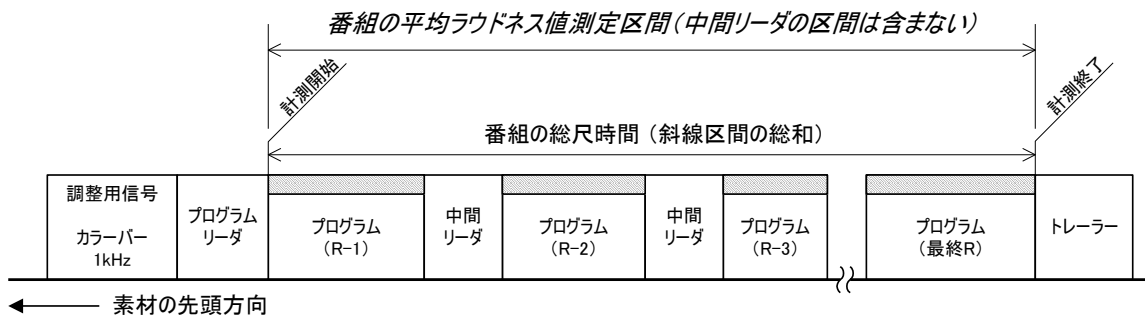 番組の平均ラウドネス値測定区間(中間リーダの区間は含まない)
計測開始
計測終了
番組の総尺時間 (斜線区間の総和)
調整用信号
カラーバー
1kHz
プログラム
リーダ
プログラム
(R-1)
中間
リーダ
プログラム
(R-2)
中間
リーダ
プログラム
(R-3)
プログラム
(最終R)
トレーラー
素材の先頭方向